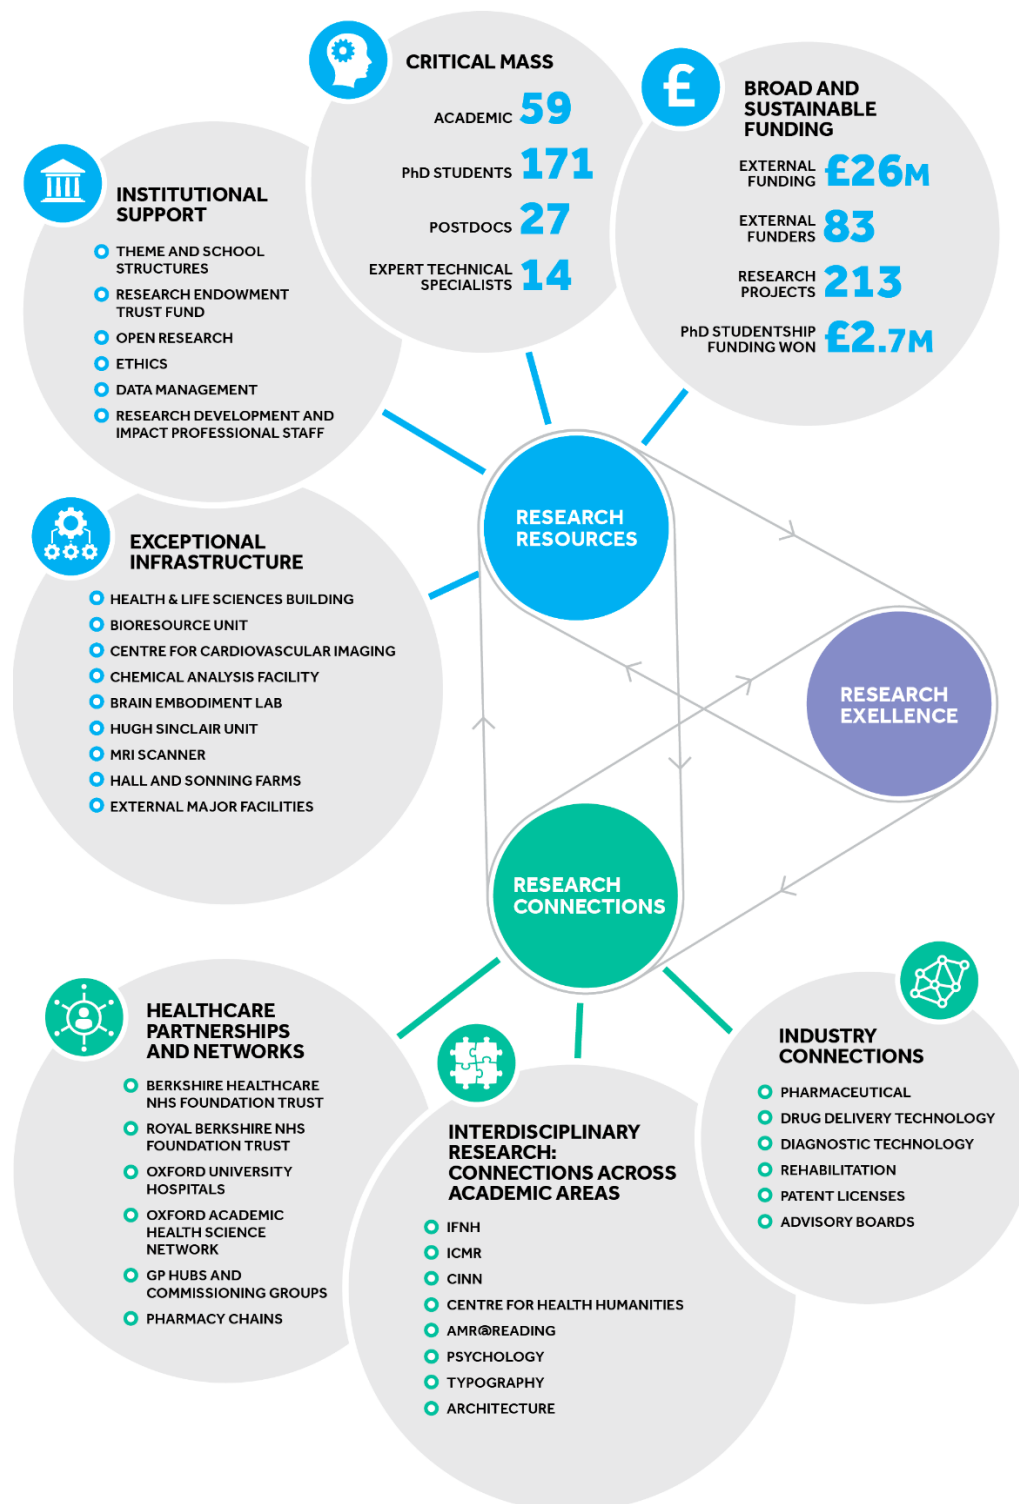 CRITICAL MASS
ACADEMIC 59
PhD STUDENTS 171
POSTDOCS 27
EXPERT TECHNICAL
SPECIALISTS 14
£
BROAD AND
SUSTAINABLE
FUNDING
EXTERNAL
FUNDING £26M
EXTERNAL
FUNDERS 83
RESEARCH
PROJECTS 213
PhD STUDENTSHIP
FUNDING WON £2.7M
INSTITUTIONAL
SUPPORT
THEME AND SCHOOL
STRUCTURES
RESEARCH ENDOWMENT
TRUST FUND
OPEN RESEARCH
ETHICS
DATA MANAGEMENT
RESEARCH DEVELOPMENT AND
IMPACT PROFESSIONAL STAFF
EXCEPTIONAL
INFRASTRUCTURE
HEALTH & LIFE SCIENCES BUILDING
BIORESOURCE UNIT
CENTRE FOR CARDIOVASCULAR IMAGING
CHEMICAL ANALYSIS FACILITY
BRAIN EMBODIMENT LAB
HUGH SINCLAIR UNIT
MRI SCANNER
HALL AND SONNING FARMS
EXTERNAL MAJOR FACILITIES
RESEARCH
RESOURCES
RESEARCH
EXELLENCE
RESEARCH
CONNECTIONS
HEALTHCARE
PARTNERSHIPS
AND NETWORKS
BERKSHIRE HEALTHCARE
NHS FOUNDATION TRUST
ROYAL BERKSHIRE NHS
FOUNDATION TRUST
OXFORD UNIVERSITY
HOSPITALS
OXFORD ACADEMIC
HEALTH SCIENCE
NETWORK
GP HUBS AND
COMMISSIONING GROUPS
PHARMACY CHAINS
INTERDISCIPLINARY
RESEARCH:
CONNECTIONS ACROSS
ACADEMIC AREAS
IFNH
ICMR
CINN
CENTRE FOR HEALTH HUMANITIES
AMR@READING
PSYCHOLOGY
TYPOGRAPHY
ARCHITECTURE
INDUSTRY
CONNECTIONS
PHARMACEUTICAL
DRUG DELIVERY TECHNOLOGY
DIAGNOSTIC TECHNOLOGY
REHABILITATION
PATENT LICENSES
ADVISORY BOARDS